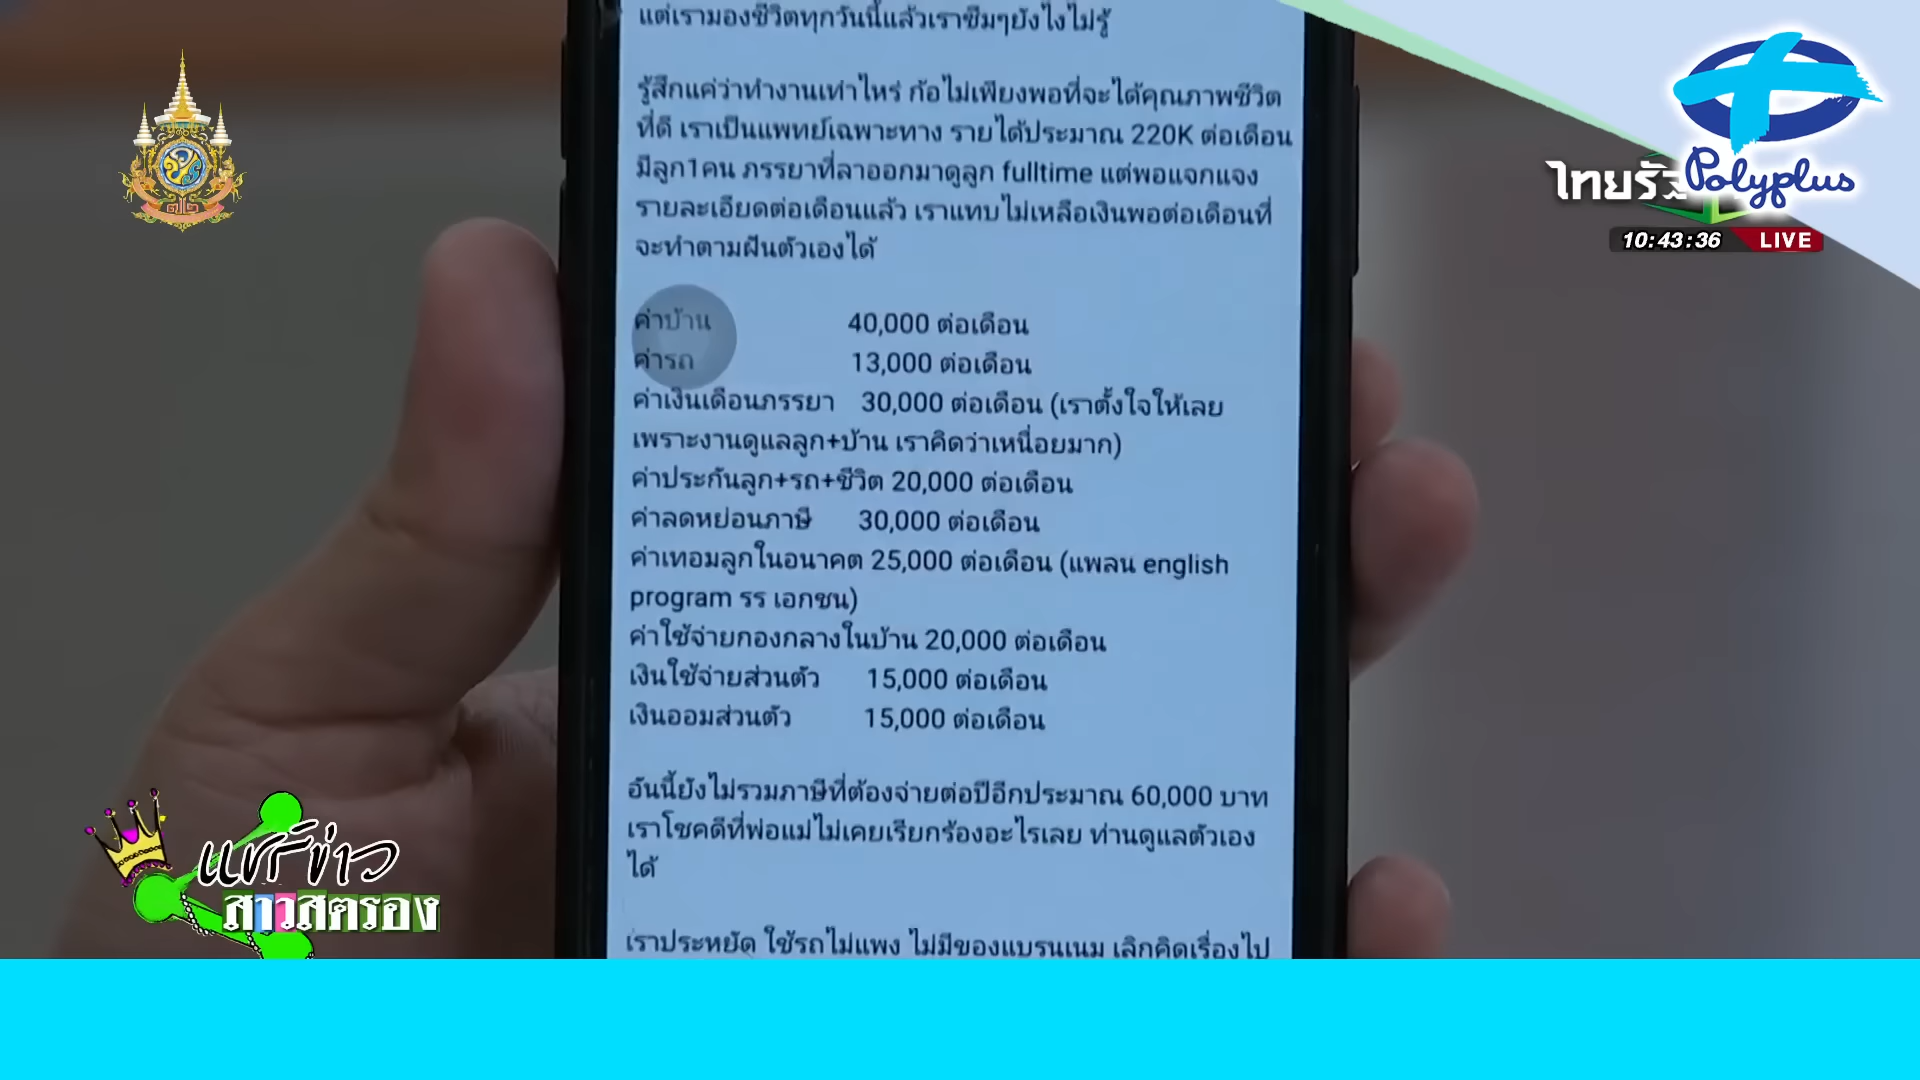 แต่เรามองชีวิตทุกวันนี้แล้วเราซึมๆยังไงไม่รู้
รู้สึกแค่ว่าทำงานเท่าไหร่ ก้อไม่เพียงพอที่จะได้คุณภาพชีวิต
ที่ดี เราเป็นแพทย์เฉพาะทาง รายได้ประมาณ 220K ต่อเดือน
มีลูก1คน ภรรยาที่ลาออกมาดูลูก fulltime แต่พอแจกแจง
รายละเอียดต่อเดือนแล้ว เราแทบไม่เหลือเงินพอต่อเดือนที่
จะทำตามฝันตัวเองได้
ค่าบ้าน 40,000 ต่อเดือน
ค่ารถ 13,000 ต่อเดือน
ค่าเงินเดือนภรรยา 30,000 ต่อเดือน (เราตั้งใจให้เลย
เพราะงานดูแลลูก+บ้าน เราคิดว่าเหนื่อยมาก)
ค่าประกันลูก+รถ+ชีวิต 20,000 ต่อเดือน
ค่าลดหย่อนภาษี 30,000 ต่อเดือน
ค่าเทอมลูกในอนาคต 25,000 ต่อเดือน (แพลน english
program รร เอกชน)
ค่าใช้จ่ายกองกลางในบ้าน 20,000 ต่อเดือน
เงินใช้จ่ายส่วนตัว 15,000 ต่อเดือน
เงินออมส่วนตัว 15,000 ต่อเดือน
อันนี้ยังไม่รวมภาษีที่ต้องจ่ายต่อปีอีกประมาณ 60,000 บาท
เราโชคดีที่พ่อแม่ไม่เคยเรียกร้องอะไรเลย ท่านดูแลตัวเอง
ได้
เราประหยัด ใช้รถไม่แพง ไม่มีของแบรนเนม เลิกคิดเรื่องไป
Polyplus
ไทยรัฐ
10:43:36 LIVE
แชร์ข่าว
สาวสตรอง